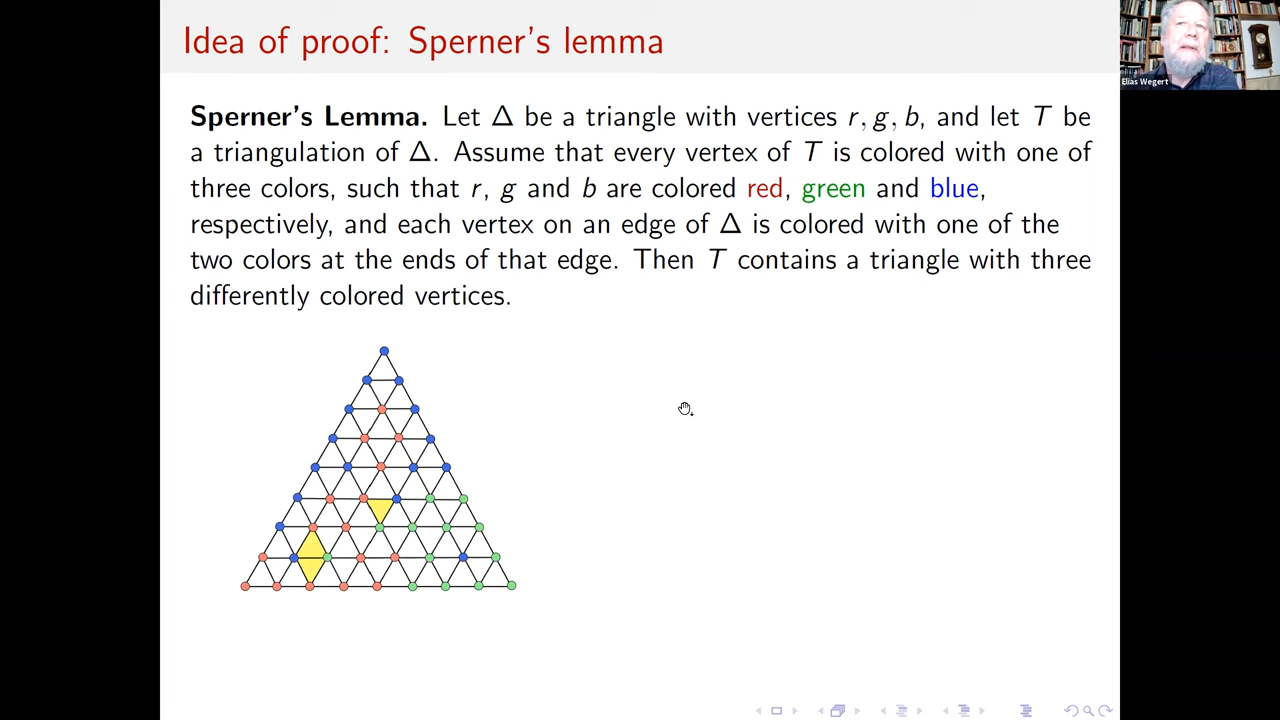 Idea of proof: Sperner's lemma
Elias Wegert
Sperner's Lemma. Let Δ be a triangle with vertices r, g, b, and let T be
a triangulation of Δ. Assume that every vertex of T is colored with one of
three colors, such that r, g and b are colored red, green and blue,
respectively, and each vertex on an edge of Δ is colored with one of the
two colors at the ends of that edge. Then T contains a triangle with three
differently colored vertices.